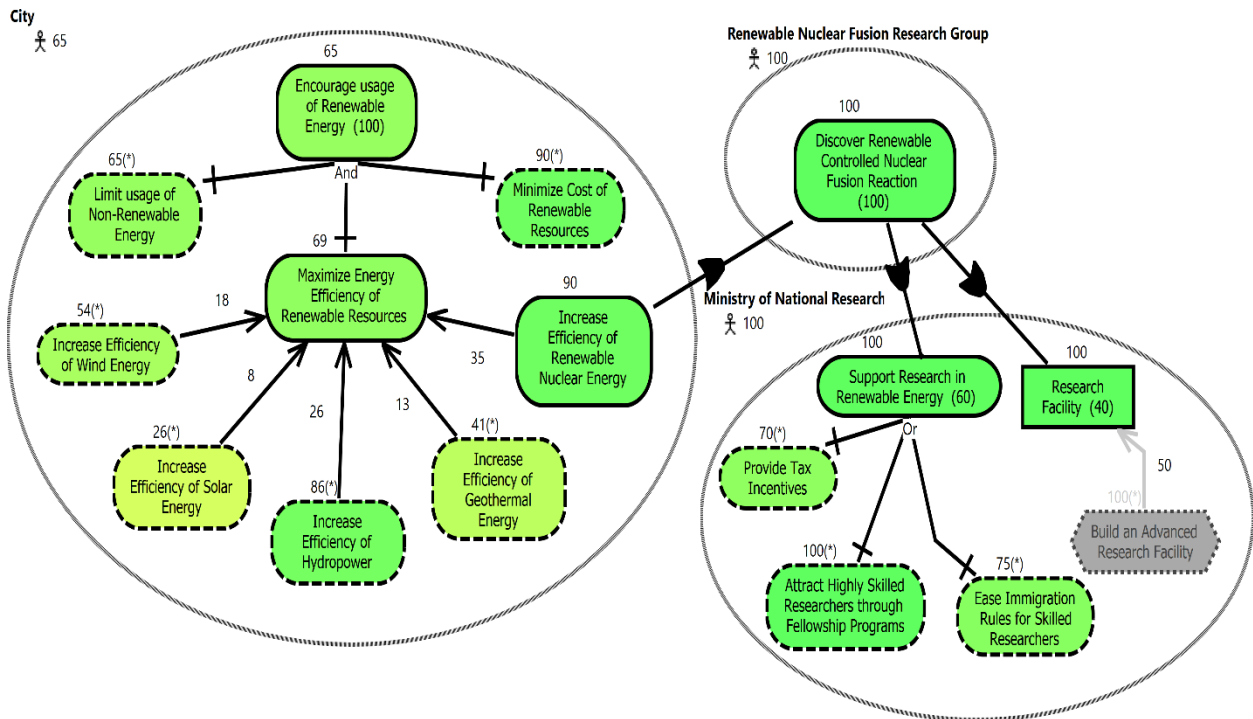 City
65
65
Encourage usage
of Renewable
Energy (100)
And
65(*)
Limit usage of
Non-Renewable
Energy
90(*)
Minimize Cost of
Renewable
Resources
69
Maximize Energy
Efficiency of
Renewable Resources
54(*)
Increase Efficiency
of Wind Energy
18
8
26
13
35
90
Increase
Efficiency of
Renewable
Nuclear Energy
26(*)
Increase
Efficiency of Solar
Energy
86(*)
Increase
Efficiency of
Hydropower
41(*)
Increase
Efficiency of
Geothermal
Energy
Renewable Nuclear Fusion Research Group
100
100
Discover Renewable
Controlled Nuclear
Fusion Reaction
(100)
Ministry of National Research
100
100
Support Research in
Renewable Energy (60)
Or
100
Research
Facility (40)
70(*)
Provide Tax
Incentives
50
100(*)
Build an Advanced
Research Facility
100(*)
Attract Highly Skilled
Researchers through
Fellowship Programs
75(*)
Ease Immigration
Rules for Skilled
Researchers